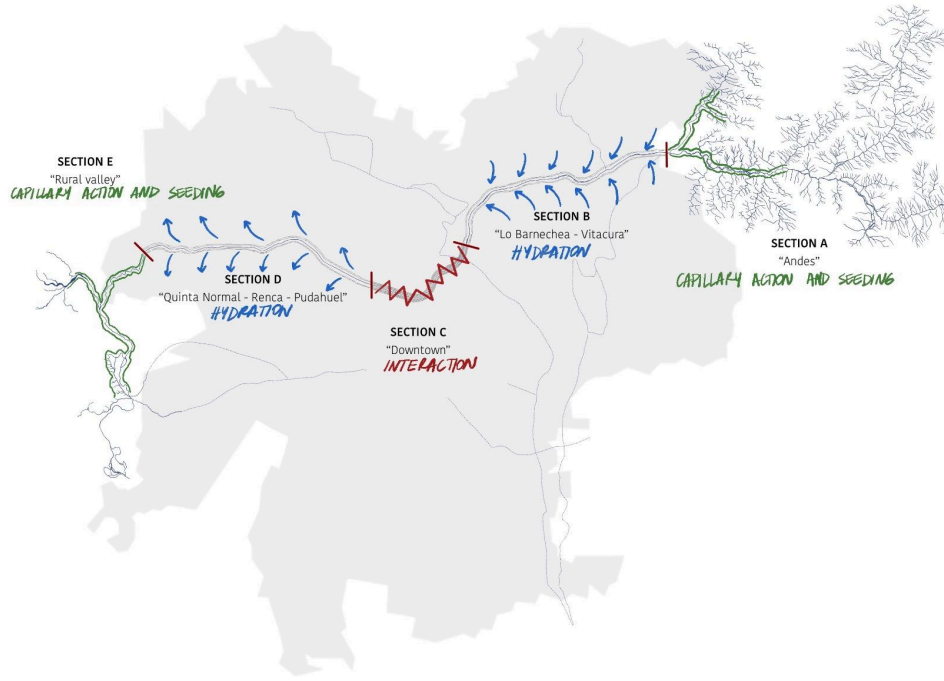 SECTION E
“Rural valley”
CAPILLARY ACTION AND SEEDING
SECTION D
“Quinta Normal - Renca - Pudahuel”
HYDRATION
SECTION C
“Downtown”
INTERACTION
SECTION B
“Lo Barnechea - Vitacura”
HYDRATION
SECTION A
“Andes”
CAPILLARY ACTION AND SEEDING